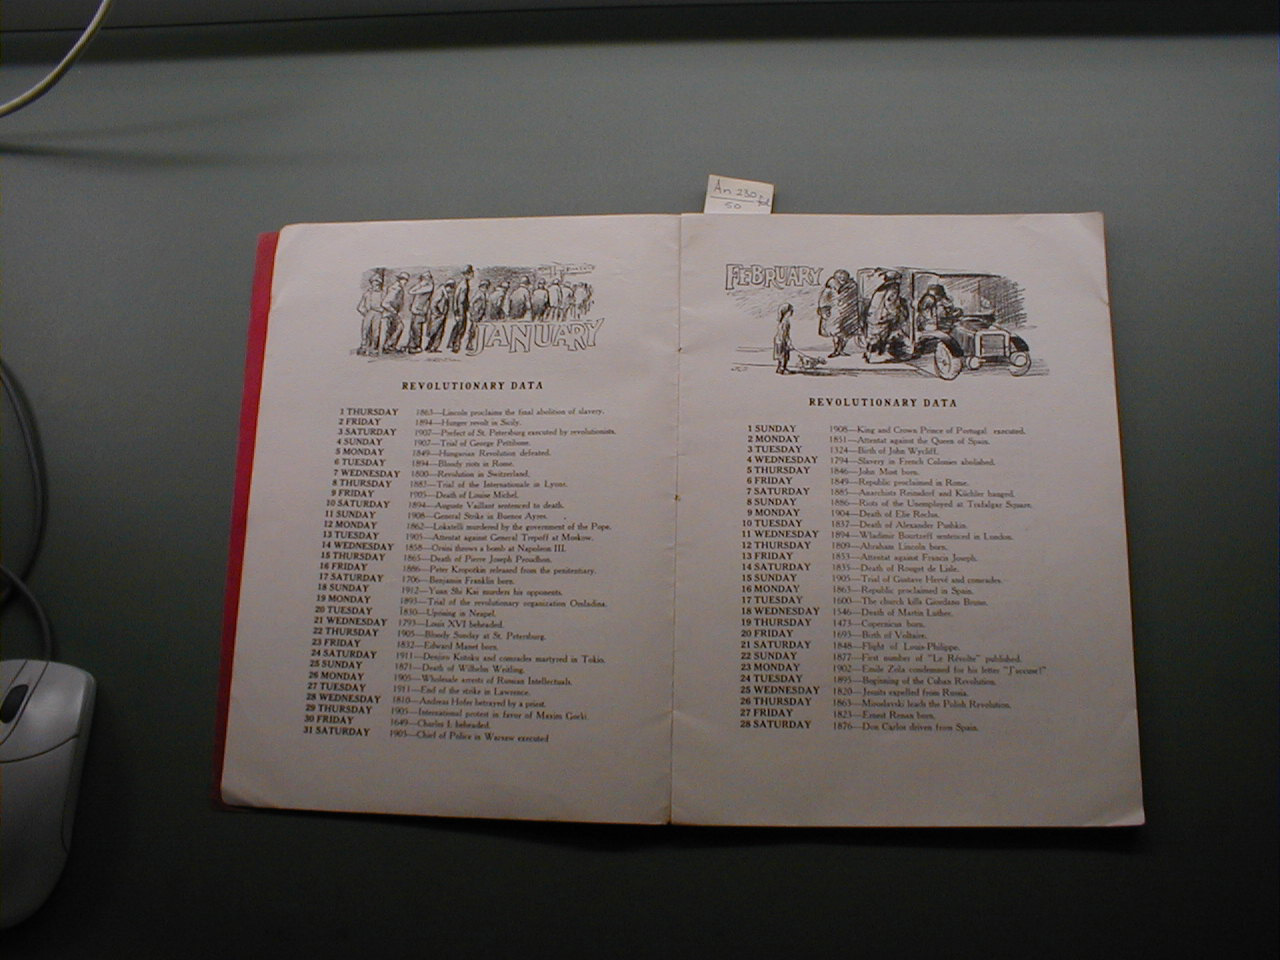 An 230
50
JANUARY
REVOLUTIONARY DATA
1 THURSDAY 1863—Lincoln proclaims the final abolition of slavery.
2 FRIDAY 1894—Hunger revolt in Sicily.
3 SATURDAY 1907—Prefect of St. Petersburg executed by revolutionists.
4 SUNDAY 1907—Trial of George Pettibone.
5 MONDAY 1849—Hungarian Revolution defeated.
6 TUESDAY 1894—Bloody riots in Rome.
7 WEDNESDAY 1800—Revolution in Switzerland.
8 THURSDAY 1883—Trial of the Internationale in Lyons.
9 FRIDAY 1905—Death of Louise Michel.
10 SATURDAY 1894—Auguste Vaillant sentenced to death.
11 SUNDAY 1908—General Strike in Buenos Ayres.
12 MONDAY 1862—Lokatelli murdered by the government of the Pope.
13 TUESDAY 1905—Attentat against General Trepoff at Moscow.
14 WEDNESDAY 1858—Orsini throws a bomb at Napoleon III.
15 THURSDAY 1865—Death of Pierre Joseph Proudhon.
16 FRIDAY 1886—Peter Kropotkin released from the penitentiary.
17 SATURDAY 1706—Benjamin Franklin born.
18 SUNDAY 1912—Yuan Shi Kai murders his opponents.
19 MONDAY 1893—Trial of the revolutionary organization Omladina.
20 TUESDAY 1830—Uprising in Neapel.
21 WEDNESDAY 1793—Louis XVI beheaded.
22 THURSDAY 1905—Bloody Sunday at St. Petersburg.
23 FRIDAY 1832—Edward Manet born.
24 SATURDAY 1911—Denjiro Kotoku and comrades martyred in Tokio.
25 SUNDAY 1871—Death of Wilhelm Weitling.
26 MONDAY 1905—Wholesale arrests of Russian Intellectuals.
27 TUESDAY 1911—End of the strike in Lawrence.
28 WEDNESDAY 1810—Andreas Hofer betrayed by a priest.
29 THURSDAY 1905—International protest in favor of Maxim Gorki.
30 FRIDAY 1649—Charles I. beheaded.
31 SATURDAY 1905—Chief of Police in Warsaw executed
FEBRUARY
REVOLUTIONARY DATA
1 SUNDAY 1908—King and Crown Prince of Portugal executed.
2 MONDAY 1851—Attentat against the Queen of Spain.
3 TUESDAY 1324—Birth of John Wycliff.
4 WEDNESDAY 1794—Slavery in French Colonies abolished.
5 THURSDAY 1846—John Most born.
6 FRIDAY 1849—Republic proclaimed in Rome.
7 SATURDAY 1885—Anarchists Reinsdorf and Küchler hanged.
8 SUNDAY 1886—Riots of the Unemployed at Trafalgar Square.
9 MONDAY 1904—Death of Elie Reclus.
10 TUESDAY 1837—Death of Alexander Pushkin.
11 WEDNESDAY 1894—Wladimir Bourtzeff sentenced in London.
12 THURSDAY 1809—Abraham Lincoln born.
13 FRIDAY 1853—Attentat against Francis Joseph.
14 SATURDAY 1835—Death of Rouget de Lisle.
15 SUNDAY 1905—Trial of Gustave Hervé and comrades.
16 MONDAY 1863—Republic proclaimed in Spain.
17 TUESDAY 1600—The church kills Giordano Bruno.
18 WEDNESDAY 1546—Death of Martin Luther.
19 THURSDAY 1473—Copernicus born.
20 FRIDAY 1693—Birth of Voltaire.
21 SATURDAY 1848—Flight of Louis Philippe.
22 SUNDAY 1877—First number of "Le Révolte" published.
23 MONDAY 1902—Emile Zola condemned for his letter "J'accuse!"
24 TUESDAY 1895—Beginning of the Cuban Revolution.
25 WEDNESDAY 1820—Jesuits expelled from Russia.
26 THURSDAY 1863—Miroslavski leads the Polish Revolution.
27 FRIDAY 1823—Ernest Renan born.
28 SATURDAY 1876—Don Carlos driven from Spain.